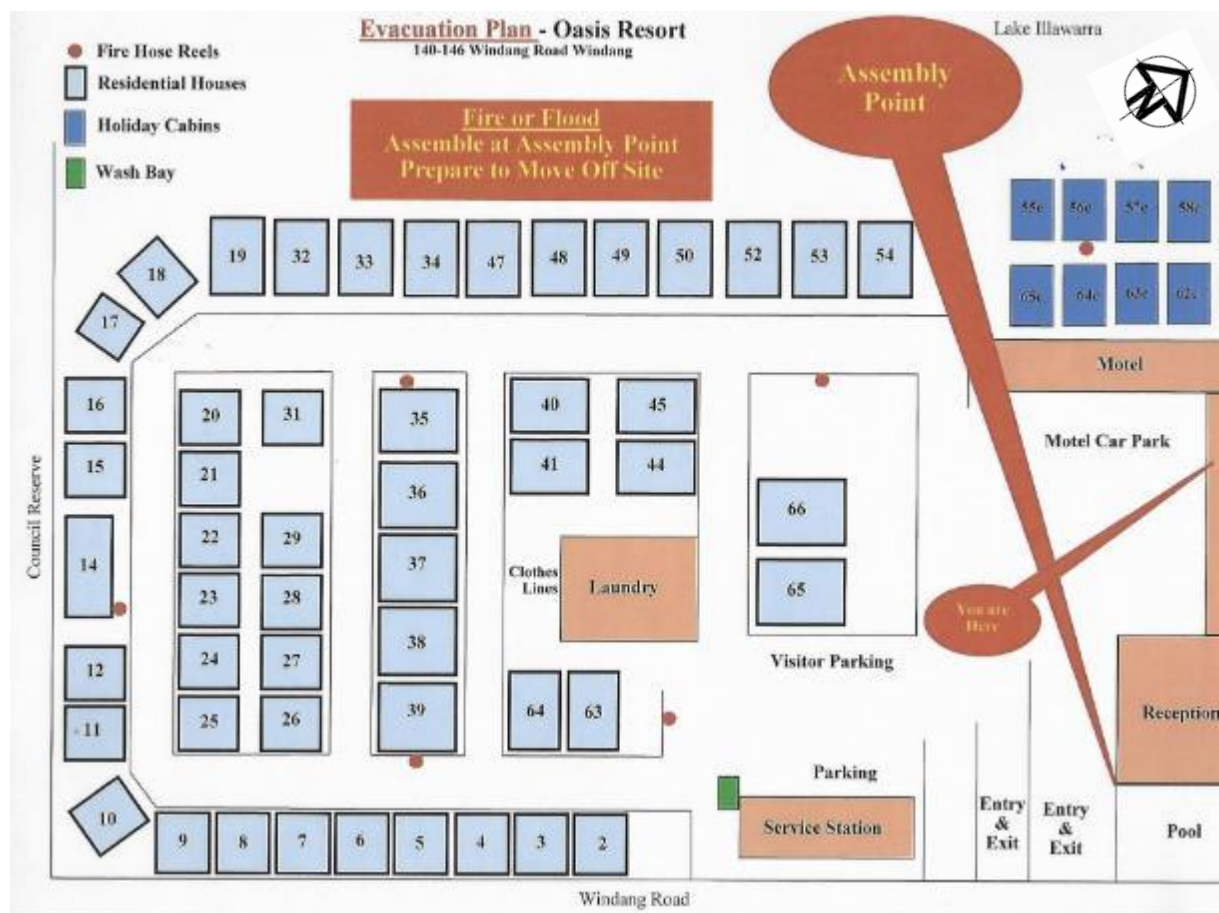 Evacuation Plan - Oasis Resort
140-146 Windang Road Windang
Lake Illawarra
Fire Hose Reels
Residential Houses
Holiday Cabins
Wash Bay
Fire or Flood
Assemble at Assembly Point
Prepare to Move Off Site
Assembly
Point
55c 56c 57c 58c
65c 64c 63c 62c
19 32 33 34 47 48 49 50 52 53 54
18
17
Motel
Motel Car Park
16
15
14
12
11
10
Council Reserve
20 31
21
22 29
23 28
24 27
25 26
35
36
37
38
39
40 45
41 44
Clothes
Lines
Laundry
64 63
66
65
Visitor Parking
You are
Here
Reception
Parking
Service Station
Entry
&
Exit
Entry
&
Exit
Pool
9 8 7 6 5 4 3 2
Windang Road